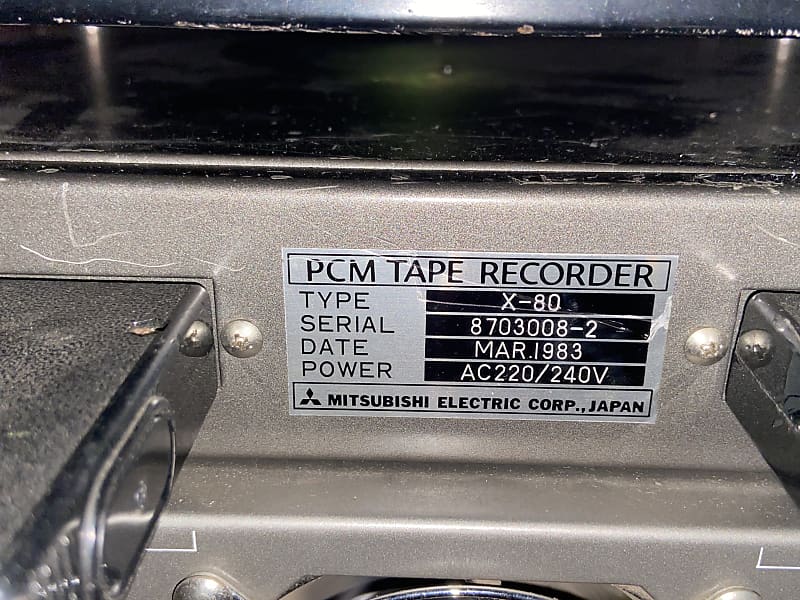 PCM TAPE RECORDER
TYPE X-80
SERIAL 8703008-2
DATE MAR.1983
POWER AC220/240V
MITSUBISHI ELECTRIC CORP., JAPAN